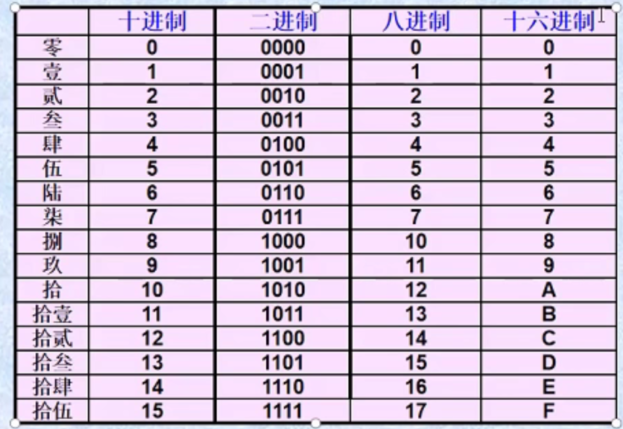 十进制 二进制 八进制 十六进制
零 0 0000 0 0
壹 1 0001 1 1
贰 2 0010 2 2
叁 3 0011 3 3
肆 4 0100 4 4
伍 5 0101 5 5
陆 6 0110 6 6
柒 7 0111 7 7
捌 8 1000 10 8
玖 9 1001 11 9
拾 10 1010 12 A
拾壹 11 1011 13 B
拾贰 12 1100 14 C
拾叁 13 1101 15 D
拾肆 14 1110 16 E
拾伍 15 1111 17 F